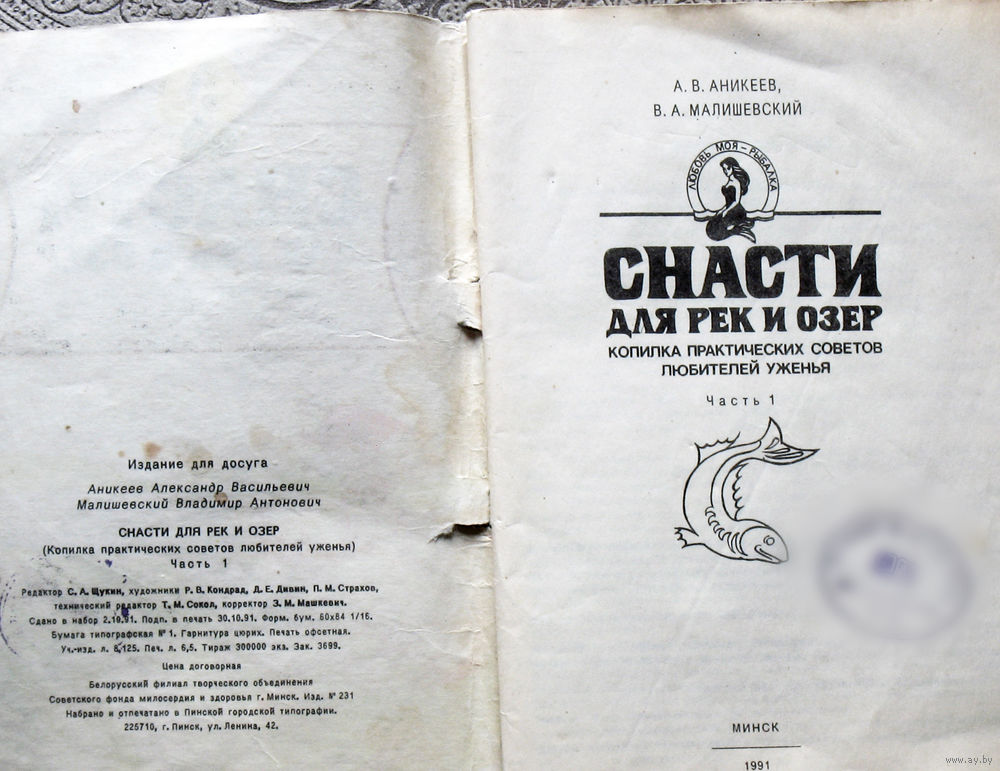 Издание для досуга
Аникеев Александр Васильевич
Малишевский Владимир Антонович
СНАСТИ ДЛЯ РЕК И ОЗЕР
(Копилка практических советов любителей уженья)
Часть 1
Редактор С. А. Щукин, художники Р. В. Кондрад, Д. Е. Дивин, П. М. Страхов,
технический редактор Т. М. Сокол, корректор З. М. Машкевич.
Сдано в набор 2.10.91. Подп. в печать 30.10.91. Форм. бум. 60х84 1/16.
Бумага типографская № 1. Гарнитура цюрих. Печать офсетная.
Уч.-изд. л. 8,125. Печ. л. 6,5. Тираж 300000 экз. Зак. 3699.
Цена договорная
Белорусский филиал творческого объединения
Советского фонда милосердия и здоровья г. Минск. Изд. № 231
Набрано и отпечатано в Пинской городской типографии.
225710, г. Пинск, ул. Ленина, 42.
А. В. АНИКЕЕВ,
В. А. МАЛИШЕВСКИЙ
ЛЮБОВЬ МОЯ – РЫБАЛКА
СНАСТИ
ДЛЯ РЕК И ОЗЕР
КОПИЛКА ПРАКТИЧЕСКИХ СОВЕТОВ
ЛЮБИТЕЛЕЙ УЖЕНЬЯ
Часть 1
МИНСК
1991
www.ay.by